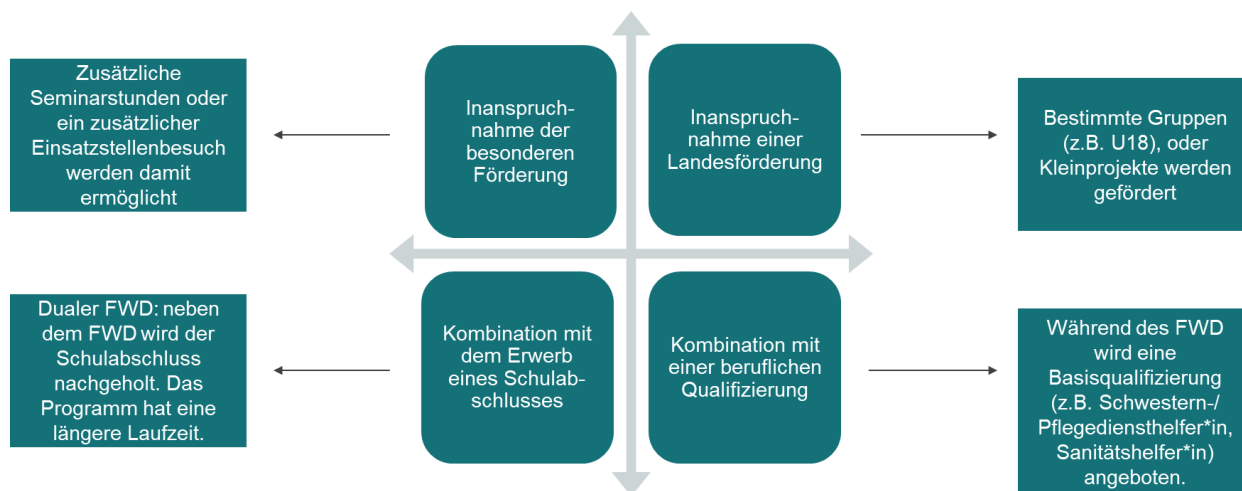 Zusätzliche
Seminarstunden oder
ein zusätzlicher
Einsatzstellenbesuch
werden damit
ermöglicht
Inanspruch-
nahme der
besonderen
Förderung
Inanspruch-
nahme einer
Landesförderung
Bestimmte Gruppen
(z.B. U18), oder
Kleinprojekte werden
gefördert
Dualer FWD: neben
dem FWD wird der
Schulabschluss
nachgeholt. Das
Programm hat eine
längere Laufzeit.
Kombination mit
dem Erwerb
eines Schulab-
schlusses
Kombination mit
einer beruflichen
Qualifizierung
Während des FWD
wird eine
Basisqualifizierung
(z.B. Schwestern-/
Pflegediensthelfer*in,
Sanitätshelfer*in)
angeboten.